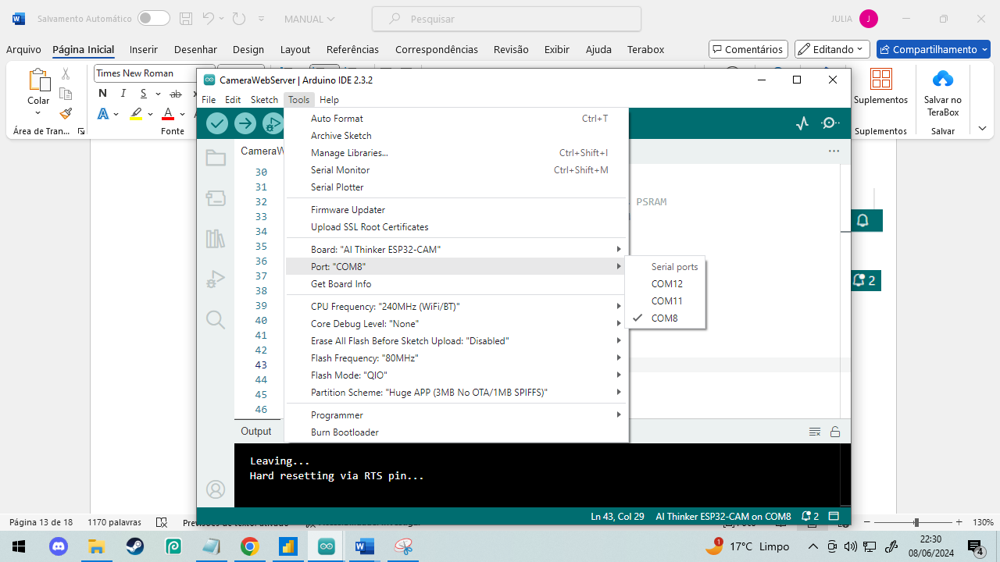 Salvamento Automático
MANUAL
Pesquisar
JULIA
J
Arquivo
Página Inicial
Inserir
Desenhar
Design
Layout
Referências
Correspondências
Revisão
Exibir
Ajuda
Terabox
Comentários
Editando
Compartilhamento
Times New Roman
Colar
N
I
S
ab
A
A
Área de Tran...
Fonte
Suplementos
Suplementos
Salvar no
TeraBox
Salvar
CameraWebServer | Arduino IDE 2.3.2
File
Edit
Sketch
Tools
Help
CameraW
Auto Format Ctrl+T
Archive Sketch
Manage Libraries... Ctrl+Shift+I
Serial Monitor Ctrl+Shift+M
Serial Plotter
Firmware Updater
Upload SSL Root Certificates
Board: "AI Thinker ESP32-CAM"
Port: "COM8"
Get Board Info
CPU Frequency: "240MHz (WiFi/BT)"
Core Debug Level: "None"
Erase All Flash Before Sketch Upload: "Disabled"
Flash Frequency: "80MHz"
Flash Mode: "QIO"
Partition Scheme: "Huge APP (3MB No OTA/1MB SPIFFS)"
Programmer
Burn Bootloader
Serial ports
COM12
COM11
COM8
30
31
32
33
34
35
36
37
38
39
40
41
42
43
44
45
46
PSRAM
2
Output
Leaving...
Hard resetting via RTS pin...
Ln 43, Col 29
AI Thinker ESP32-CAM on COM8
2
Página 13 de 18
1170 palavras
130%
17°C Limpo
1
22:30
08/06/2024
4